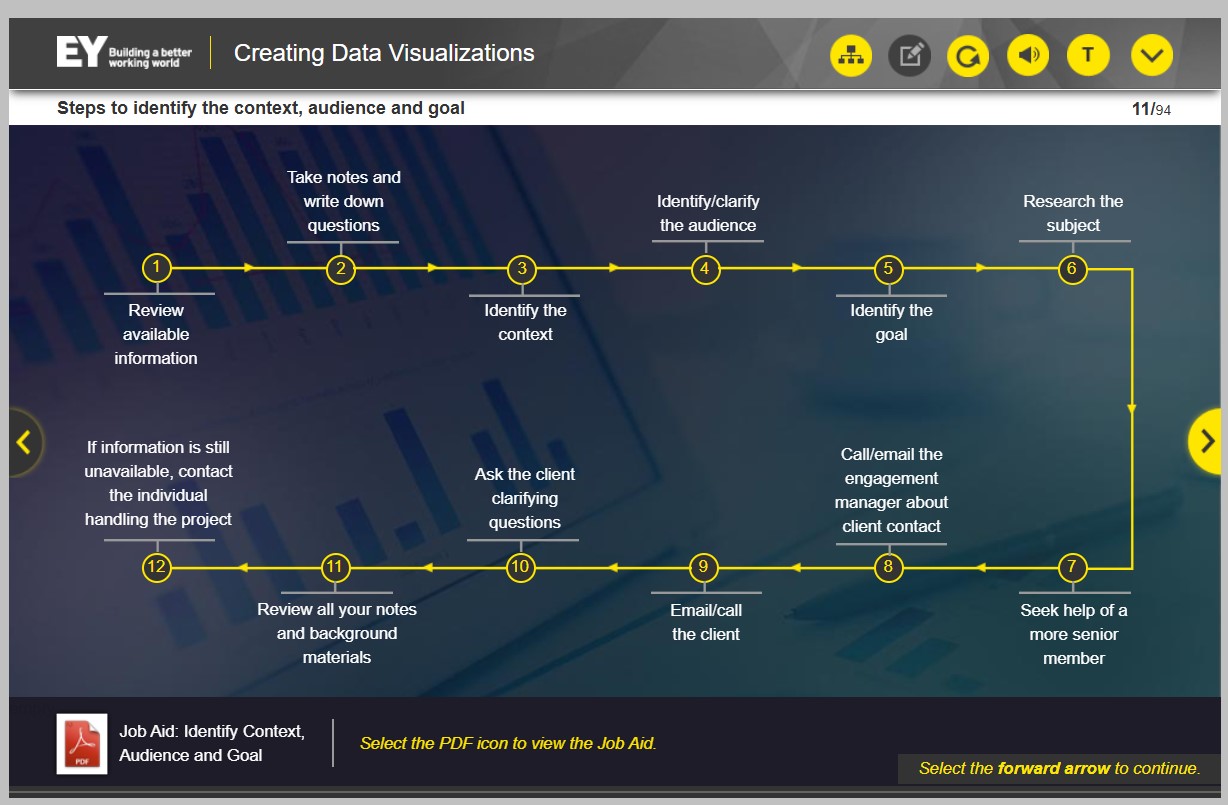 EY
Building a better
working world
Creating Data Visualizations
T
Steps to identify the context, audience and goal
11/94
1
Review
available
information
Take notes and
write down
questions
2
3
Identify the
context
Identify/clarify
the audience
4
5
Identify the
goal
Research the
subject
6
7
Seek help of a
more senior
member
Call/email the
engagement
manager about
client contact
8
9
Email/call
the client
Ask the client
clarifying
questions
10
11
Review all your notes
and background
materials
If information is still
unavailable, contact
the individual
handling the project
12
PDF
Job Aid: Identify Context,
Audience and Goal
Select the PDF icon to view the Job Aid.
Select the forward arrow to continue.